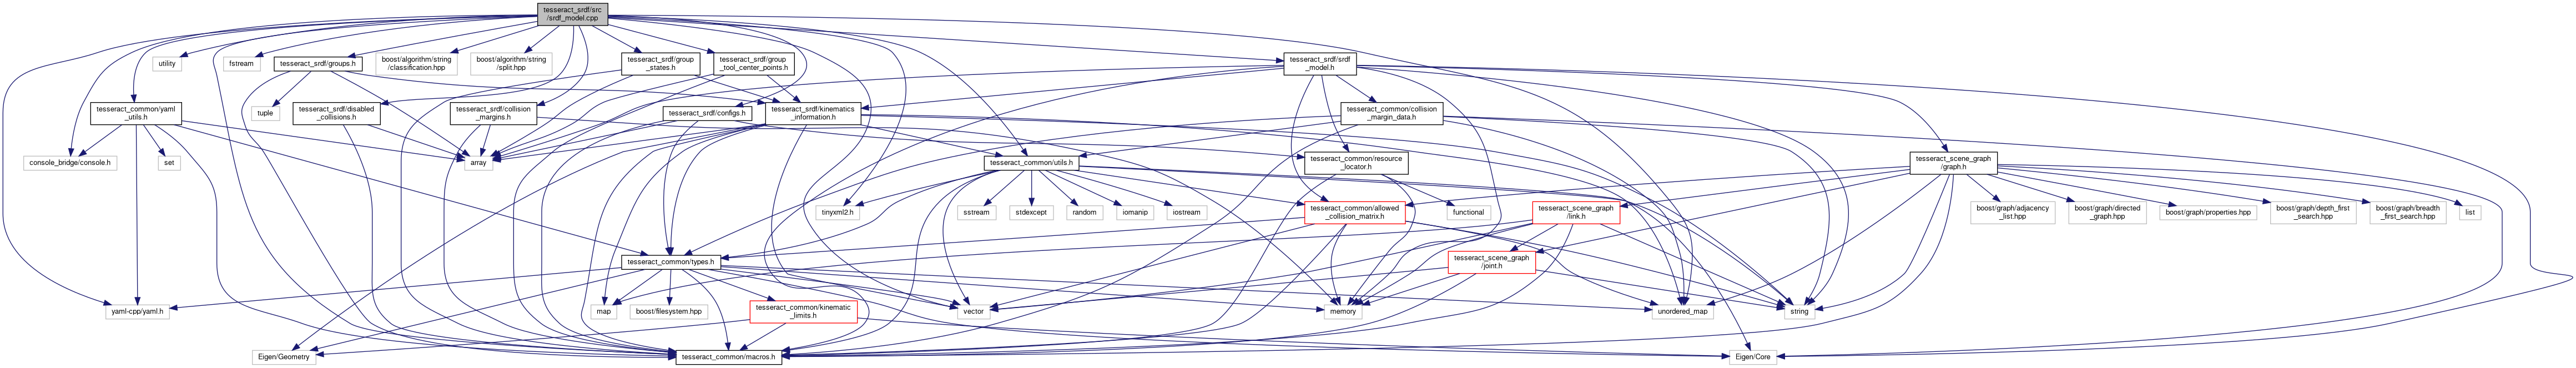 tesseract_srdf/src
/srdf_model.cpp
utility
fstream
tesseract_srdf/groups.h
boost/algorithm/string
/classification.hpp
boost/algorithm/string
/split.hpp
tesseract_srdf/group
_states.h
tesseract_srdf/group
_tool_center_points.h
tesseract_srdf/srdf
_model.h
tesseract_common/yaml
_utils.h
tuple
tesseract_srdf/disabled
_collisions.h
tesseract_srdf/collision
_margins.h
tesseract_srdf/configs.h
tesseract_srdf/kinematics
_information.h
tesseract_common/collision
_margin_data.h
console_bridge/console.h
set
array
tesseract_common/utils.h
tesseract_common/resource
_locator.h
tesseract_scene_graph
/graph.h
tinyxml2.h
sstream
stdexcept
random
iomanip
iostream
tesseract_common/allowed
_collision_matrix.h
functional
tesseract_scene_graph
/link.h
boost/graph/adjacency
_list.hpp
boost/graph/directed
_graph.hpp
boost/graph/properties.hpp
boost/graph/depth_first
_search.hpp
boost/graph/breadth
_first_search.hpp
list
tesseract_common/types.h
tesseract_scene_graph
/joint.h
yaml-cpp/yaml.h
map
boost/filesystem.hpp
tesseract_common/kinematic
_limits.h
vector
memory
unordered_map
string
Eigen/Geometry
tesseract_common/macros.h
Eigen/Core